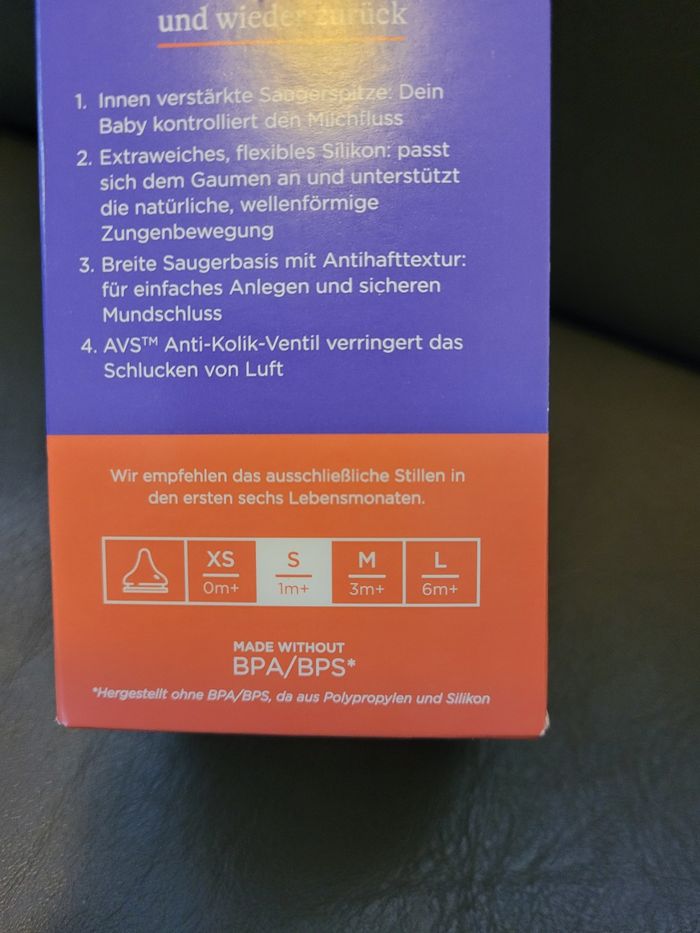 und wieder zurück
1. Innen verstärkte Saugerspitze: Dein
Baby kontrolliert den Milchfluss
2. Extraweiches, flexibles Silikon: passt
sich dem Gaumen an und unterstützt
die natürliche, wellenförmige
Zungenbewegung
3. Breite Saugerbasis mit Antihafttextur:
für einfaches Anlegen und sicheren
Mundschluss
4. AVS™ Anti-Kolik-Ventil verringert das
Schlucken von Luft
Wir empfehlen das ausschließliche Stillen in
den ersten sechs Lebensmonaten.
XS S M L
0m+ 1m+ 3m+ 6m+
MADE WITHOUT
BPA/BPS*
*Hergestellt ohne BPA/BPS, da aus Polypropylen und Silikon